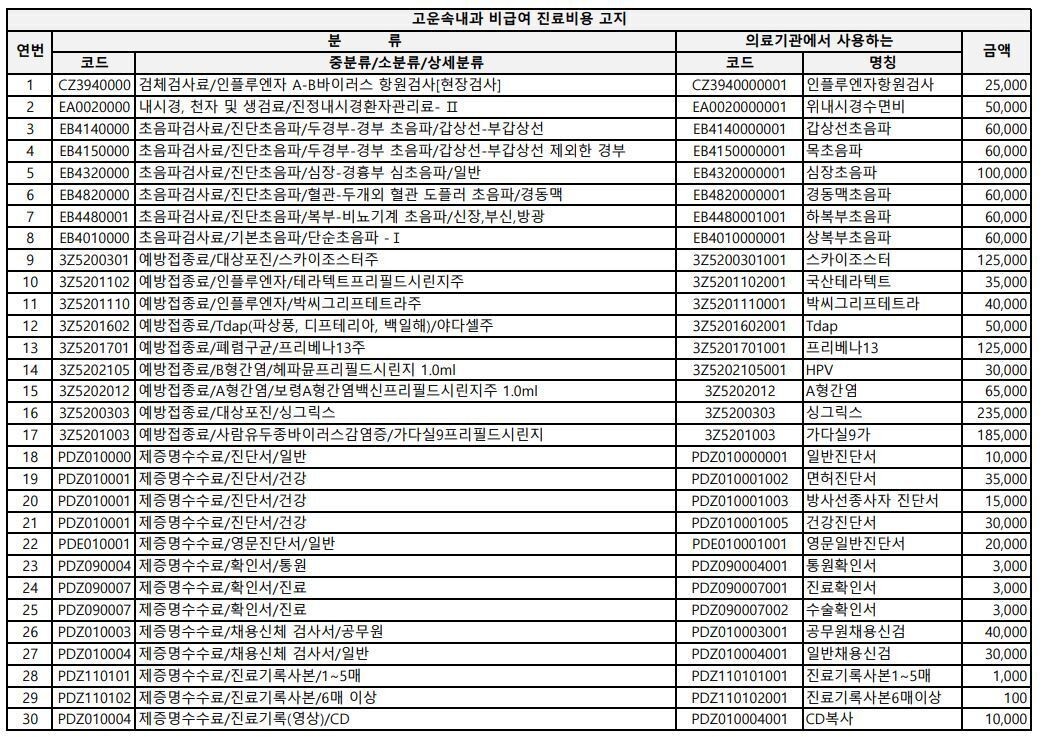 고운속내과 비급여 진료비용 고지
연번 분 류 의료기관에서 사용하는 금액
코드 중분류/소분류/상세분류 코드 명칭
1 CZ3940000 검체검사료/인플루엔자 A-B바이러스 항원검사[현장검사] CZ3940000001 인플루엔자항원검사 25,000
2 EA0020000 내시경, 천자 및 생검료/진정내시경환자관리료- Ⅱ EA0020000001 위내시경수면비 50,000
3 EB4140000 초음파검사료/진단초음파/두경부-경부 초음파/갑상선-부갑상선 EB4140000001 갑상선초음파 60,000
4 EB4150000 초음파검사료/진단초음파/두경부-경부 초음파/갑상선-부갑상선 제외한 경부 EB4150000001 목초음파 60,000
5 EB4320000 초음파검사료/진단초음파/심장-경흉부 심초음파/일반 EB4320000001 심장초음파 100,000
6 EB4820000 초음파검사료/진단초음파/혈관-두개외 혈관 도플러 초음파/경동맥 EB4820000001 경동맥초음파 60,000
7 EB4480001 초음파검사료/진단초음파/복부-비뇨기계 초음파/신장,부신,방광 EB4480001001 하복부초음파 60,000
8 EB4010000 초음파검사료/기본초음파/단순초음파 -Ⅰ EB4010000001 상복부초음파 60,000
9 3Z5200301 예방접종료/대상포진/스카이조스터주 3Z5200301001 스카이조스터 125,000
10 3Z5201102 예방접종료/인플루엔자/테라텍트프리필드시린지주 3Z5201102001 국산테라텍트 35,000
11 3Z5201110 예방접종료/인플루엔자/박씨그리프테트라주 3Z5201110001 박씨그리프테트라 40,000
12 3Z5201602 예방접종료/Tdap(파상풍, 디프테리아, 백일해)/아다셀주 3Z5201602001 Tdap 50,000
13 3Z5201701 예방접종료/폐렴구균/프리베나13주 3Z5201701001 프리베나13 125,000
14 3Z5202105 예방접종료/B형간염/헤파뮨프리필드시린지 1.0ml 3Z5202105001 HPV 30,000
15 3Z5202012 예방접종료/A형간염/보령A형간염백신프리필드시린지주 1.0ml 3Z5202012 A형간염 65,000
16 3Z5200303 예방접종료/대상포진/싱그릭스 3Z5200303 싱그릭스 235,000
17 3Z5201003 예방접종료/사람유두종바이러스감염증/가다실9프리필드시린지 3Z5201003 가다실9가 185,000
18 PDZ010000 제증명수수료/진단서/일반 PDZ010000001 일반진단서 10,000
19 PDZ010001 제증명수수료/진단서/건강 PDZ010001002 면허진단서 35,000
20 PDZ010001 제증명수수료/진단서/건강 PDZ010001003 방사선종사자 진단서 15,000
21 PDZ010001 제증명수수료/진단서/건강 PDZ010001005 건강진단서 30,000
22 PDE010001 제증명수수료/영문진단서/일반 PDE010001001 영문일반진단서 20,000
23 PDZ090004 제증명수수료/확인서/통원 PDZ090004001 통원확인서 3,000
24 PDZ090007 제증명수수료/확인서/진료 PDZ090007001 진료확인서 3,000
25 PDZ090007 제증명수수료/확인서/진료 PDZ090007002 수술확인서 3,000
26 PDZ010003 제증명수수료/채용신체 검사서/공무원 PDZ010003001 공무원채용신검 40,000
27 PDZ010004 제증명수수료/채용신체 검사서/일반 PDZ010004001 일반채용신검 30,000
28 PDZ110101 제증명수수료/진료기록사본/1~5매 PDZ110101001 진료기록사본1~5매 1,000
29 PDZ110102 제증명수수료/진료기록사본/6매 이상 PDZ110102001 진료기록사본6매이상 100
30 PDZ010004 제증명수수료/진료기록(영상)/CD PDZ010004001 CD복사 10,000